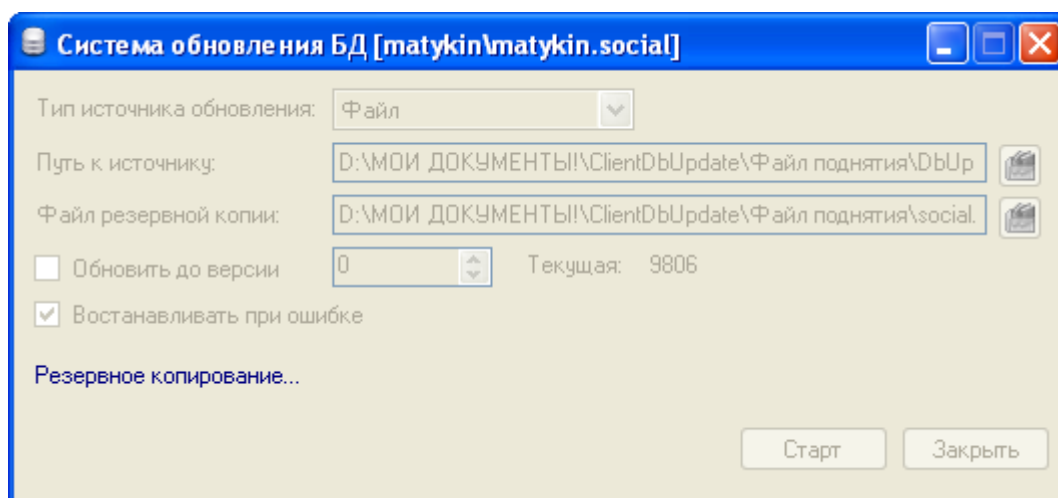 Система обновления БД [matykin\matykin.social]
Тип источника обновления: Файл
Путь к источнику: D:\МОИ ДОКУМЕНТЫ!\ClientDbUpdate\Файл поднятия\DbUp
Файл резервной копии: D:\МОИ ДОКУМЕНТЫ!\ClientDbUpdate\Файл поднятия\social.
Обновить до версии 0 Текущая: 9806
Востанавливать при ошибке
Резервное копирование...
Старт Закрыть